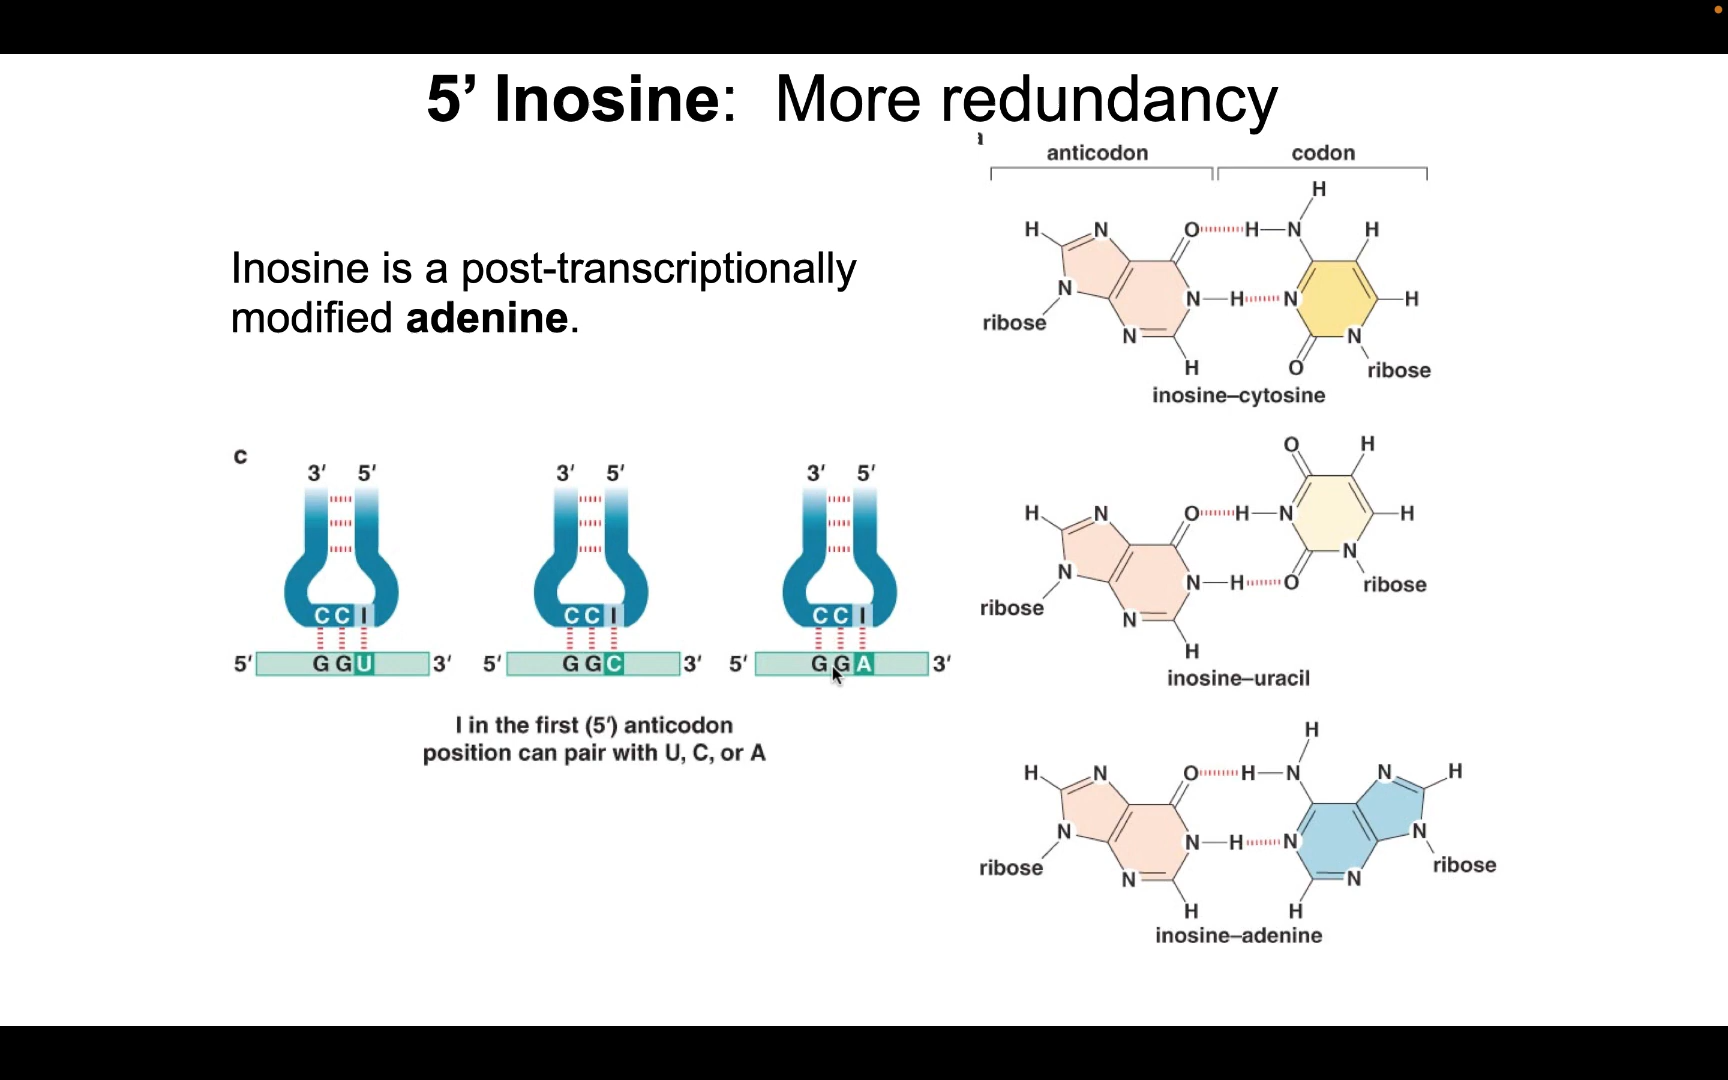 5’ Inosine:  More redundancy
Inosine is a post-transcriptionally
modified adenine.
c
3′ 5′ 3′ 5′ 3′ 5′
C C I C C I C C I
5′ G G U 3′ 5′ G G C 3′ 5′ G G A 3′
I in the first (5′) anticodon
position can pair with U, C, or A
anticodon codon
H
H N O H N H
N N H N H
ribose N N
H O ribose
inosine–cytosine
O H
H N O H N H
N N H O N
ribose N ribose
H
inosine–uracil
H
H N O H N N H
N N H N N
ribose N N ribose
H H
inosine–adenine